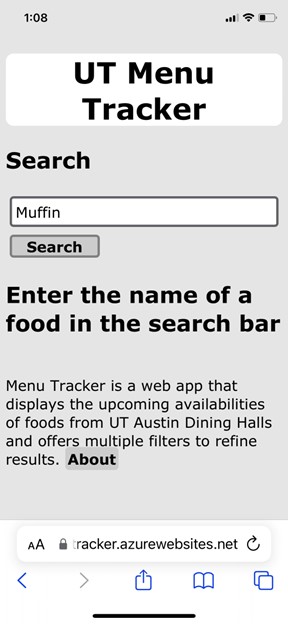 1:08
UT Menu
Tracker
Search
Muffin
Search
Enter the name of a
food in the search bar
Menu Tracker is a web app that
displays the upcoming availabilities
of foods from UT Austin Dining Halls
and offers multiple filters to refine
results. About
AA tracker.azurewebsites.net